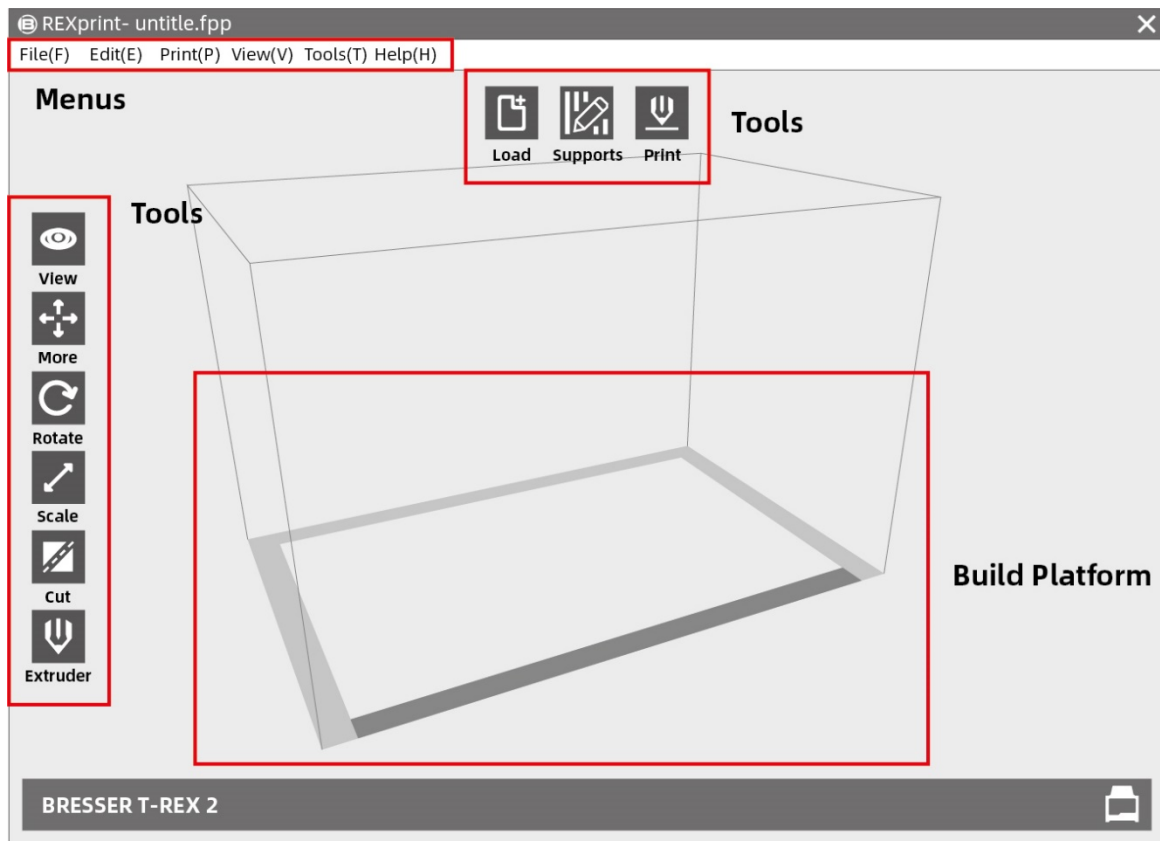 REXprint- untitle.fpp
File(F) Edit(E) Print(P) View(V) Tools(T) Help(H)
Menus
Load Supports Print
Tools
Tools
View
More
Rotate
Scale
Cut
Extruder
Build Platform
BRESSER T-REX 2